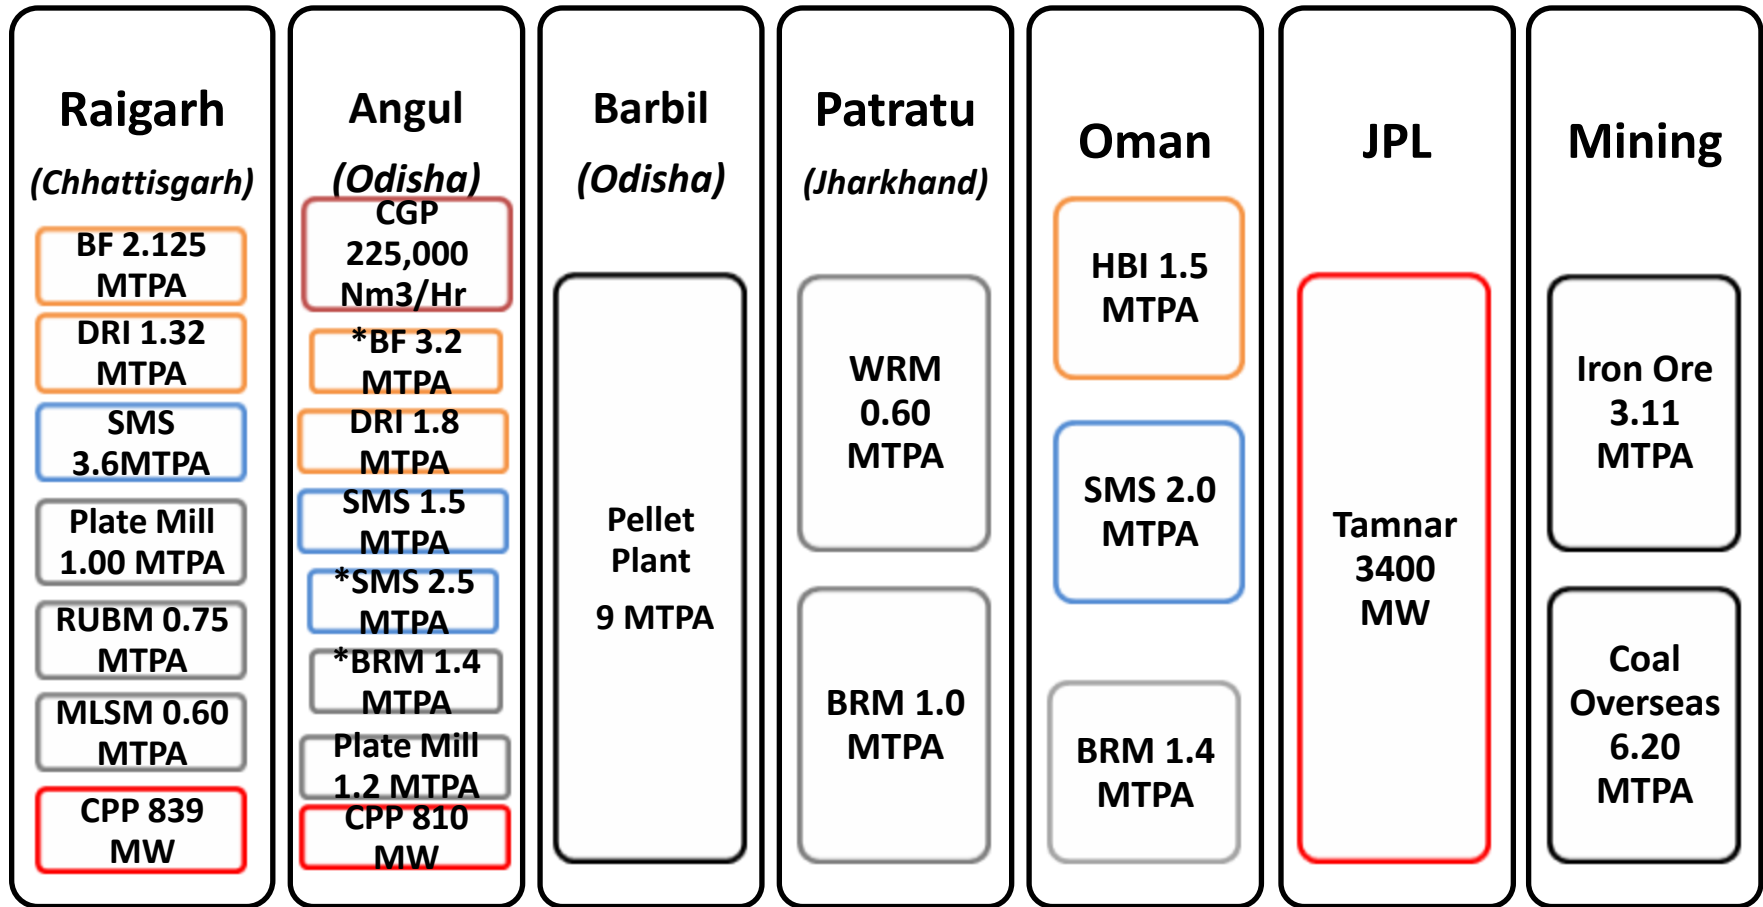 Raigarh
(Chhattisgarh)
BF 2.125
MTPA
DRI 1.32
MTPA
SMS
3.6MTPA
Plate Mill
1.00 MTPA
RUBM 0.75
MTPA
MLSM 0.60
MTPA
CPP 839
MW
Angul
(Odisha)
CGP
225,000
Nm3/Hr
*BF 3.2
MTPA
DRI 1.8
MTPA
SMS 1.5
MTPA
*SMS 2.5
MTPA
*BRM 1.4
MTPA
Plate Mill
1.2 MTPA
CPP 810
MW
Barbil
(Odisha)
Pellet
Plant
9 MTPA
Patratu
(Jharkhand)
WRM
0.60
MTPA
BRM 1.0
MTPA
Oman
HBI 1.5
MTPA
SMS 2.0
MTPA
BRM 1.4
MTPA
JPL
Tamnar
3400
MW
Mining
Iron Ore
3.11
MTPA
Coal
Overseas
6.20
MTPA